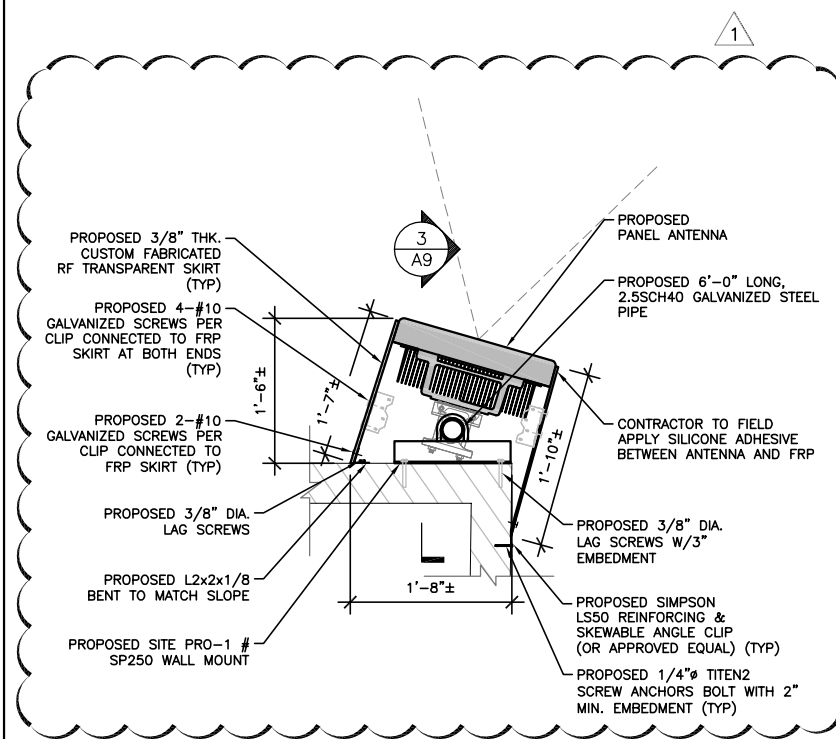 1
3
A9
PROPOSED 3/8" THK.
CUSTOM FABRICATED
RF TRANSPARENT SKIRT
(TYP)
PROPOSED 4-#10
GALVANIZED SCREWS PER
CLIP CONNECTED TO FRP
SKIRT AT BOTH ENDS
(TYP)
PROPOSED 2-#10
GALVANIZED SCREWS PER
CLIP CONNECTED TO
FRP SKIRT (TYP)
PROPOSED 3/8" DIA.
LAG SCREWS
PROPOSED L2x2x1/8
BENT TO MATCH SLOPE
PROPOSED SITE PRO-1 #
SP250 WALL MOUNT
1'-6"±
1'-7"±
1'-8"±
1'-10"±
PROPOSED
PANEL ANTENNA
PROPOSED 6'-0" LONG,
2.5SCH40 GALVANIZED STEEL
PIPE
CONTRACTOR TO FIELD
APPLY SILICONE ADHESIVE
BETWEEN ANTENNA AND FRP
PROPOSED 3/8" DIA.
LAG SCREWS W/3"
EMBEDMENT
PROPOSED SIMPSON
LS50 REINFORCING &
SKEWABLE ANGLE CLIP
(OR APPROVED EQUAL) (TYP)
PROPOSED 1/4"ø TITEN2
SCREW ANCHORS BOLT WITH 2"
MIN. EMBEDMENT (TYP)